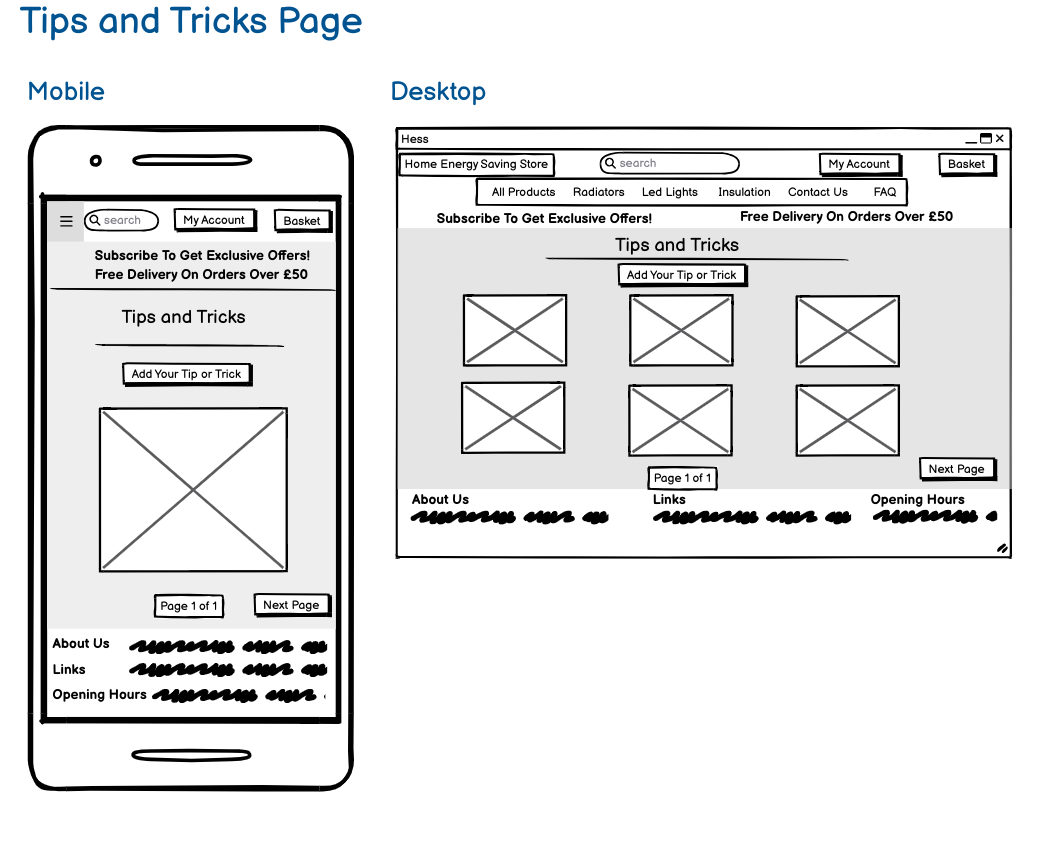 Tips and Tricks Page
Mobile
search
My Account
Basket
Subscribe To Get Exclusive Offers!
Free Delivery On Orders Over £50
Tips and Tricks
Add Your Tip or Trick
Page 1 of 1
Next Page
About Us
Links
Opening Hours
Desktop
Hess
Home Energy Saving Store
search
My Account
Basket
All Products Radiators Led Lights Insulation Contact Us FAQ
Subscribe To Get Exclusive Offers!
Free Delivery On Orders Over £50
Tips and Tricks
Add Your Tip or Trick
Next Page
Page 1 of 1
About Us
Links
Opening Hours